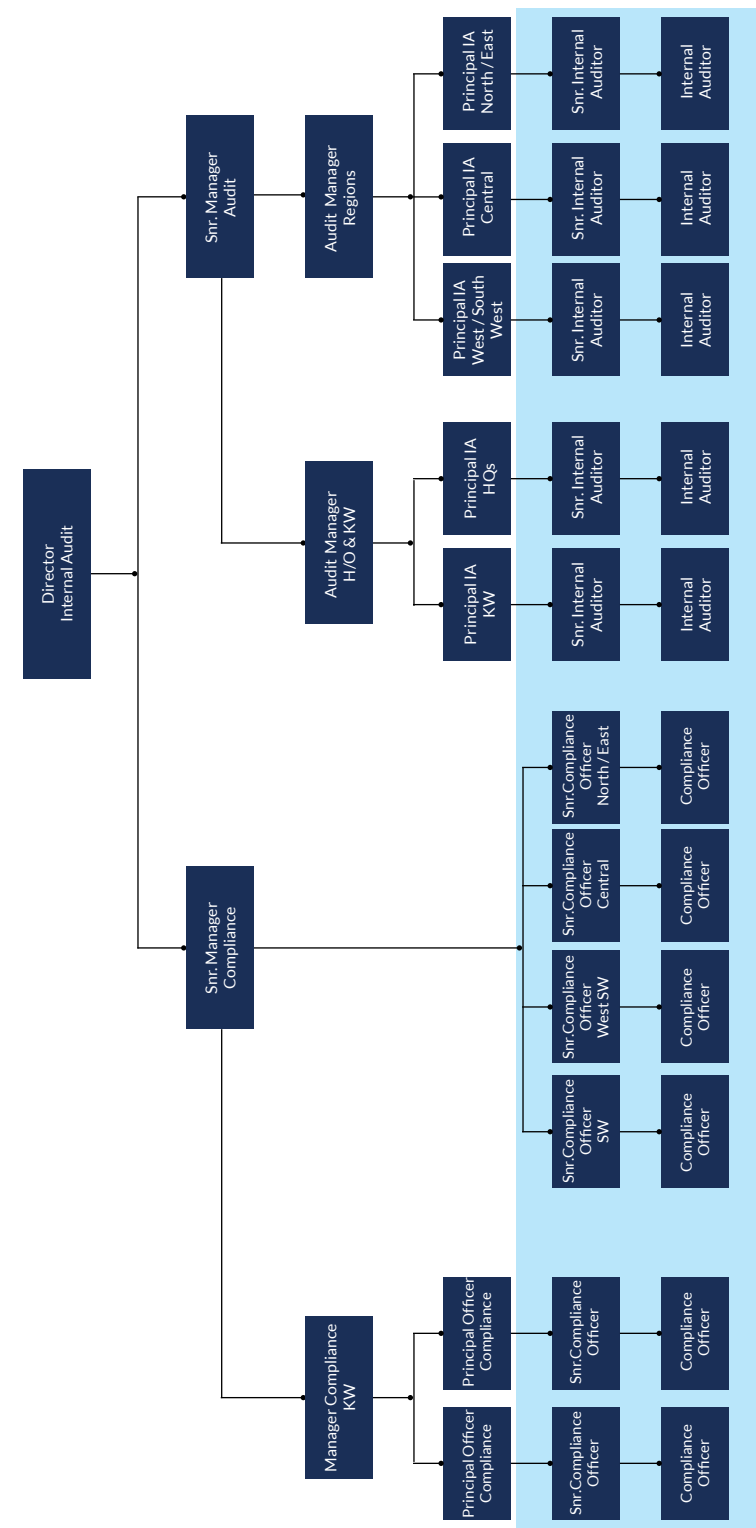 Director
Internal Audit
Snr. Manager
Compliance
Snr. Manager
Audit
Manager Compliance
KW
Audit Manager
H/O & KW
Audit Manager
Regions
Principal Officer
Compliance
Principal Officer
Compliance
Principal IA
KW
Principal IA
HQs
Principal IA
West / South
West
Principal IA
Central
Principal IA
North / East
Snr.Compliance
Officer
Snr.Compliance
Officer
Snr.Compliance
Officer
SW
Snr.Compliance
Officer
West SW
Snr.Compliance
Officer
Central
Snr.Compliance
Officer
North / East
Snr. Internal
Auditor
Snr. Internal
Auditor
Snr. Internal
Auditor
Snr. Internal
Auditor
Snr. Internal
Auditor
Compliance
Officer
Compliance
Officer
Compliance
Officer
Compliance
Officer
Compliance
Officer
Compliance
Officer
Internal
Auditor
Internal
Auditor
Internal
Auditor
Internal
Auditor
Internal
Auditor